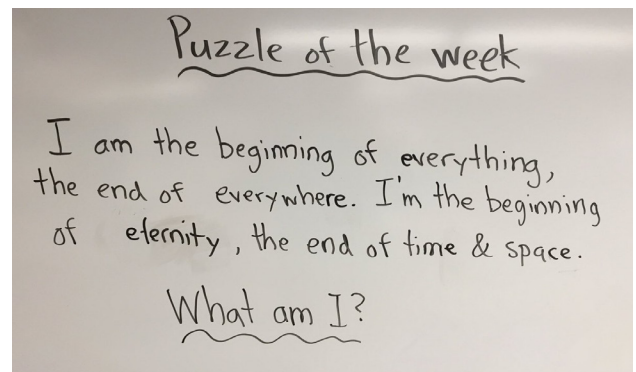 Puzzle of the week
I am the beginning of everything,
the end of everywhere. I'm the beginning
of eternity, the end of time & space.
What am I?